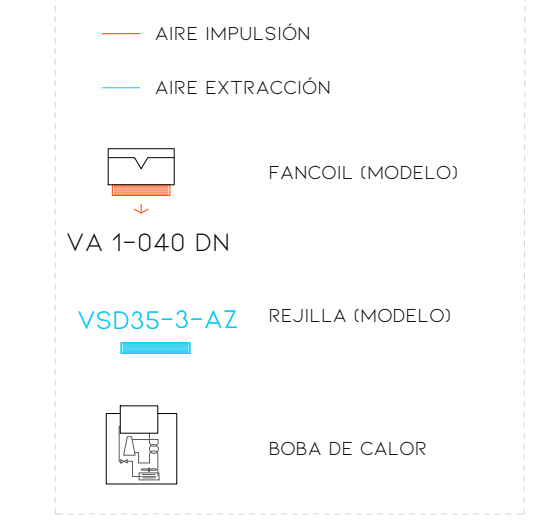 AIRE IMPULSIÓN
AIRE EXTRACCIÓN
FANCOIL (MODELO)
VA 1-040 DN
VSD35-3-AZ
REJILLA (MODELO)
BOBA DE CALOR